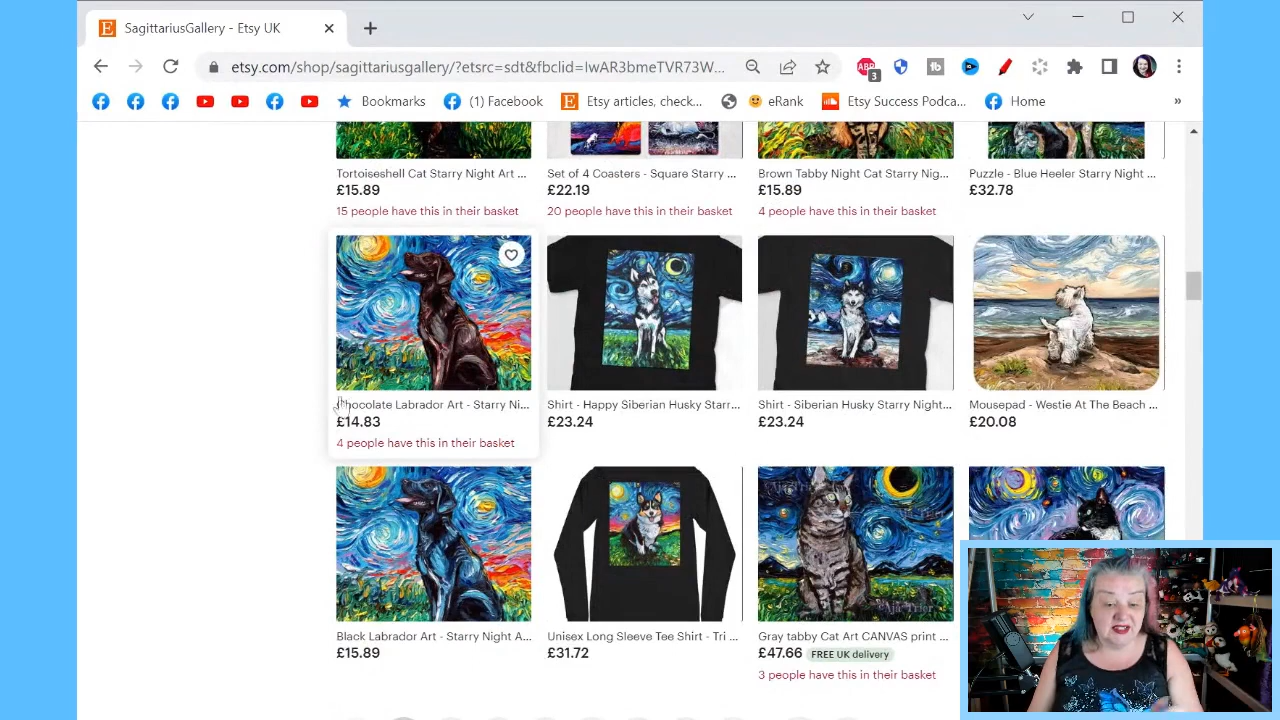 SagittariusGallery - Etsy UK
etsy.com/shop/sagittariusgallery/?etsrc=sdt&fbclid=IwAR3bmeTVR73W...
ABP
3
Bookmarks
(1) Facebook
Etsy articles, check...
eRank
Etsy Success Podca...
Home
»
Tortoiseshell Cat Starry Night Art ...
Set of 4 Coasters - Square Starry ...
Brown Tabby Night Cat Starry Nig...
Puzzle - Blue Heeler Starry Night ...
£15.89
£22.19
£15.89
£32.78
15 people have this in their basket
20 people have this in their basket
4 people have this in their basket
Chocolate Labrador Art - Starry Ni...
Shirt - Happy Siberian Husky Starr...
Shirt - Siberian Husky Starry Night...
Mousepad - Westie At The Beach ...
£14.83
£23.24
£23.24
£20.08
4 people have this in their basket
Aja Trier
©Aja Trier
Black Labrador Art - Starry Night A...
Unisex Long Sleeve Tee Shirt - Tri ...
Gray tabby Cat Art CANVAS print ...
£15.89
£31.72
£47.66 FREE UK delivery
3 people have this in their basket